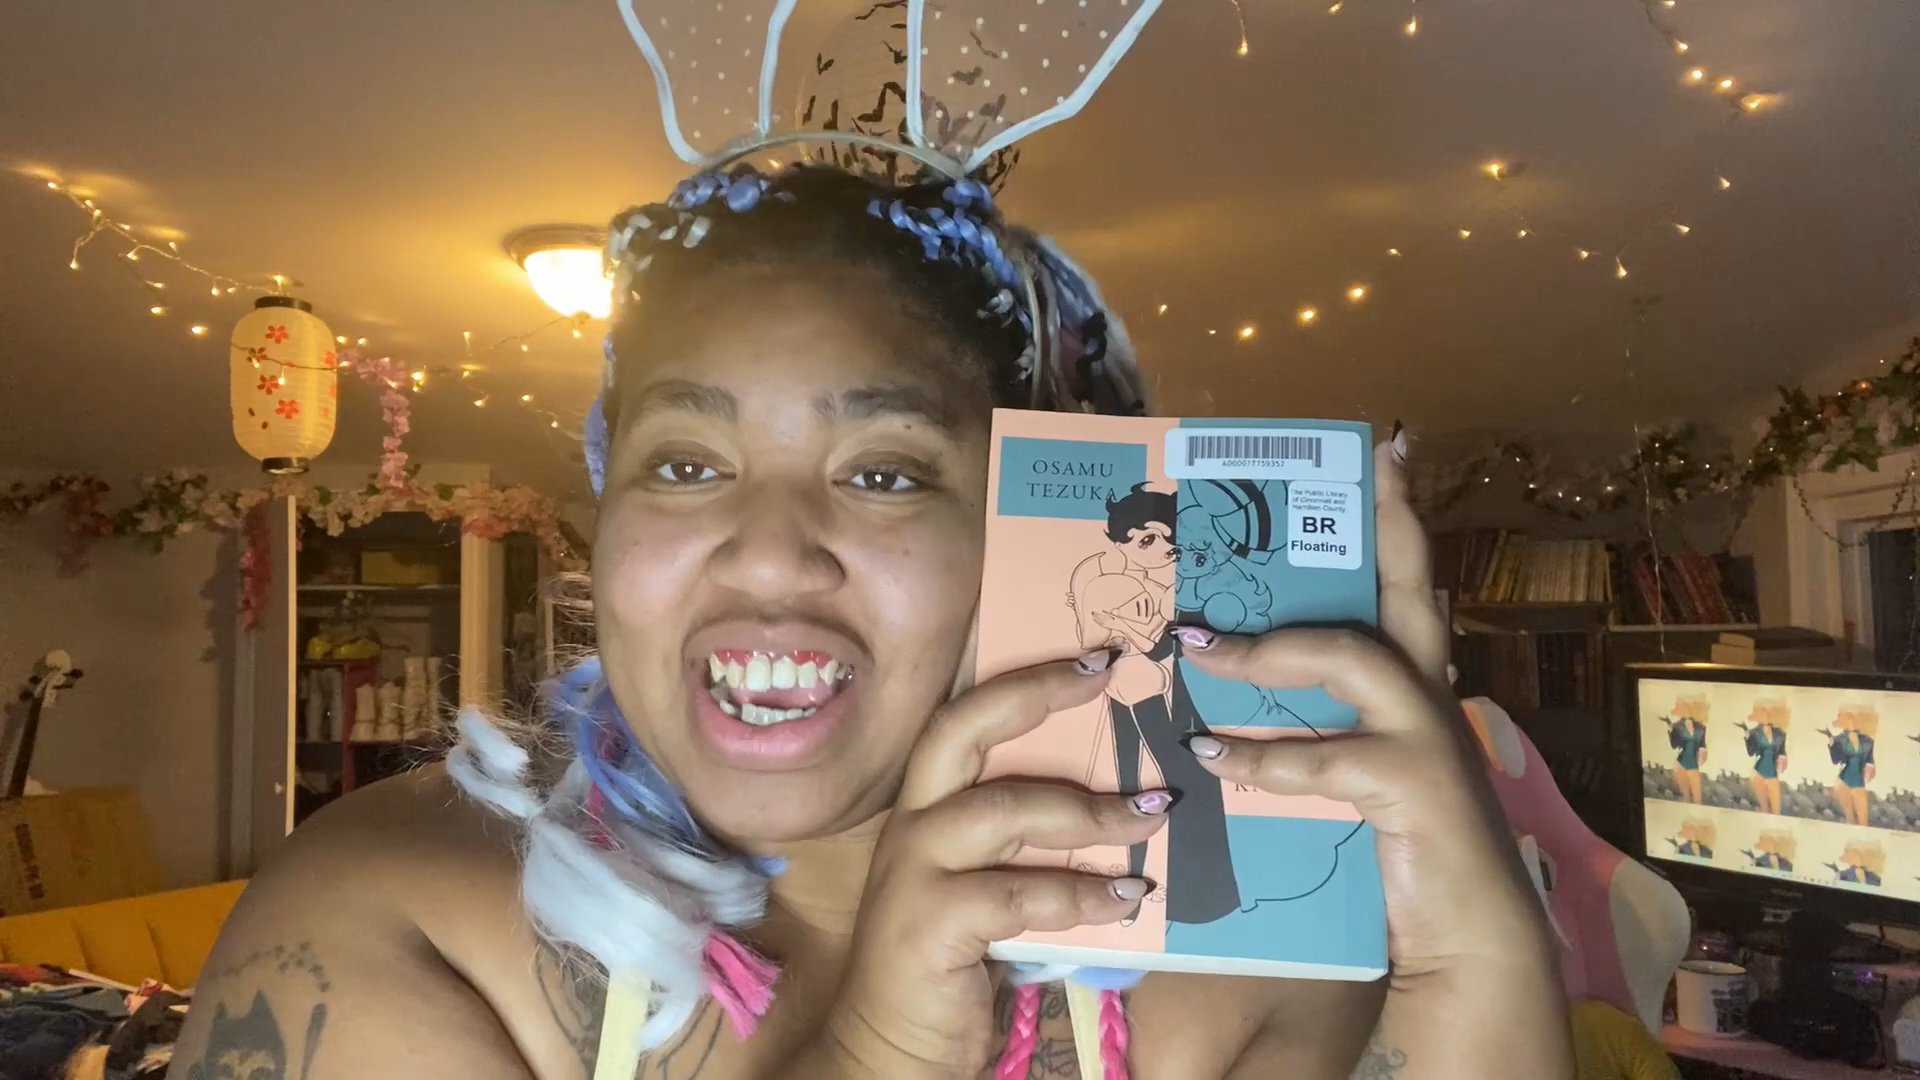 OSAMU
TEZUKA
A000077759357
The Public Library
of Cincinnati and
Hamilton County
BR
Floating